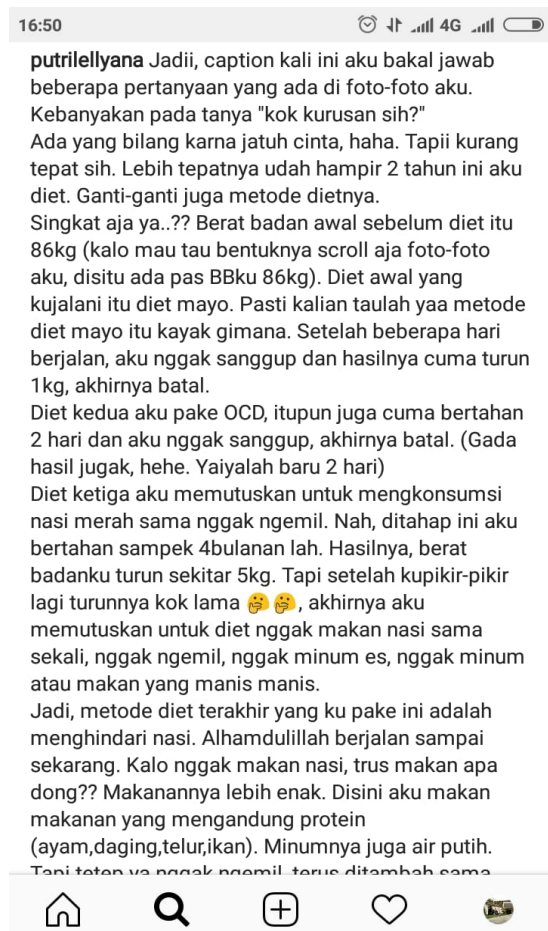 16:50
4G
putrilellyana Jadii, caption kali ini aku bakal jawab
beberapa pertanyaan yang ada di foto-foto aku.
Kebanyakan pada tanya "kok kurusan sih?"
Ada yang bilang karna jatuh cinta, haha. Tapii kurang
tepat sih. Lebih tepatnya udah hampir 2 tahun ini aku
diet. Ganti-ganti juga metode dietnya.
Singkat aja ya..?? Berat badan awal sebelum diet itu
86kg (kalo mau tau bentuknya scroll aja foto-foto
aku, disitu ada pas BBku 86kg). Diet awal yang
kujalani itu diet mayo. Pasti kalian taulah yaa metode
diet mayo itu kayak gimana. Setelah beberapa hari
berjalan, aku nggak sanggup dan hasilnya cuma turun
1kg, akhirnya batal.
Diet kedua aku pake OCD, itupun juga cuma bertahan
2 hari dan aku nggak sanggup, akhirnya batal. (Gada
hasil jugak, hehe. Yaiyalah baru 2 hari)
Diet ketiga aku memutuskan untuk mengkonsumsi
nasi merah sama nggak ngemil. Nah, ditahap ini aku
bertahan sampek 4bulanan lah. Hasilnya, berat
badanku turun sekitar 5kg. Tapi setelah kupikir-pikir
lagi turunnya kok lama 🤔🤔, akhirnya aku
memutuskan untuk diet nggak makan nasi sama
sekali, nggak ngemil, nggak minum es, nggak minum
atau makan yang manis manis.
Jadi, metode diet terakhir yang ku pake ini adalah
menghindari nasi. Alhamdulillah berjalan sampai
sekarang. Kalo nggak makan nasi, trus makan apa
dong?? Makanannya lebih enak. Disini aku makan
makanan yang mengandung protein
(ayam,daging,telur,ikan). Minumnya juga air putih.
Tapi tetep ya nggak ngemil, terus ditambah sama